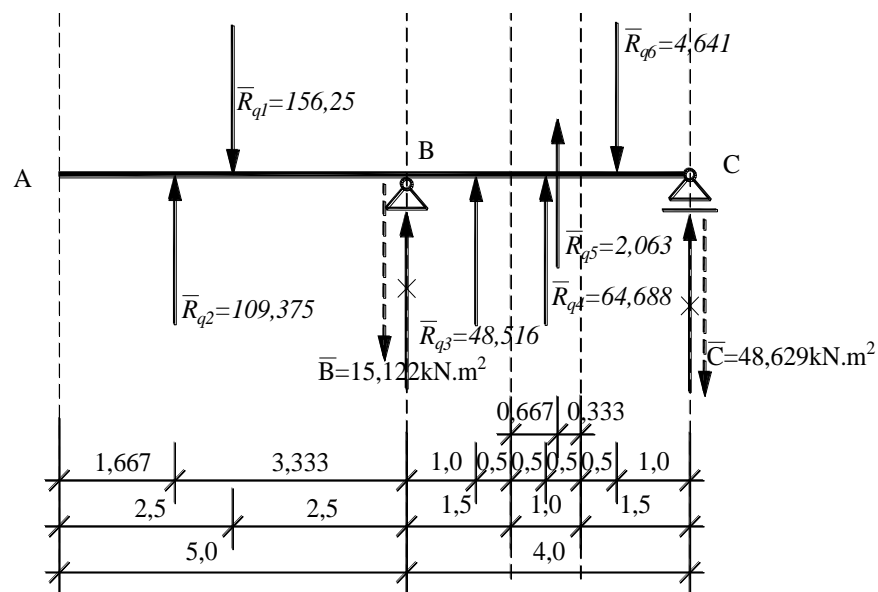 R̅q6=4,641
R̅q1=156,25
B
A
C
R̅q5=2,063
R̅q2=109,375
R̅q4=64,688
R̅q3=48,516
B̅=15,122kN.m²
C̅=48,629kN.m²
0,667 0,333
1,667 3,333 1,0 0,5 0,5 0,5 0,5 1,0
2,5 2,5 1,5 1,0 1,5
5,0 4,0